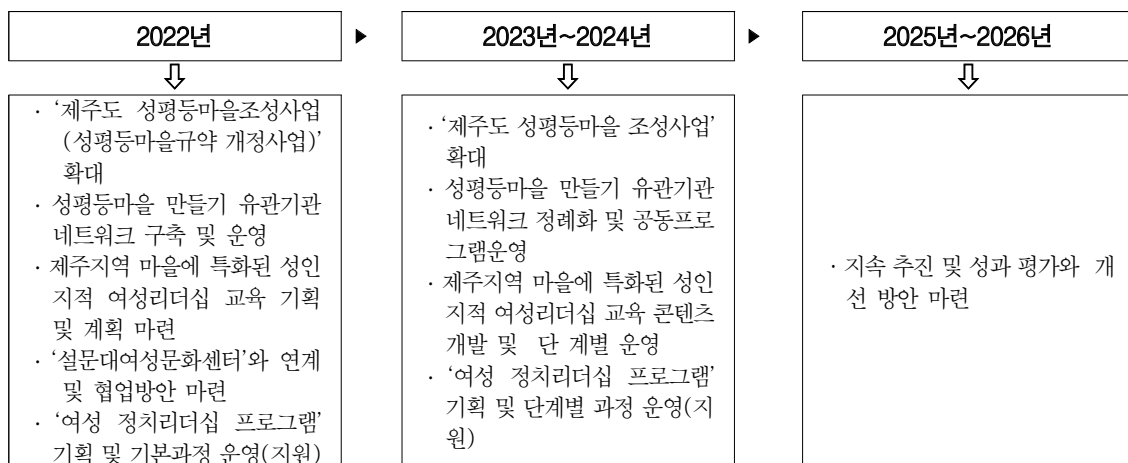 2022년 ▶ 2023년~2024년 ▶ 2025년~2026년
· ‘제주도 성평등마을조성사업
(성평등마을규약 개정사업)’
확대
· 성평등마을 만들기 유관기관
네트워크 구축 및 운영
· 제주지역 마을에 특화된 성인
지적 여성리더십 교육 기획
및 계획 마련
· ‘설문대여성문화센터’와 연계
및 협업방안 마련
· ‘여성 정치리더십 프로그램’
기획 및 기본과정 운영(지원)
· ‘제주도 성평등마을 조성사업’
확대
· 성평등마을 만들기 유관기관
네트워크 정례화 및 공동프로
그램운영
· 제주지역 마을에 특화된 성인
지적 여성리더십 교육 콘텐츠
개발 및 단 계별 운영
· ‘여성 정치리더십 프로그램’
기획 및 단계별 과정 운영(지
원)
· 지속 추진 및 성과 평가와 개
선 방안 마련